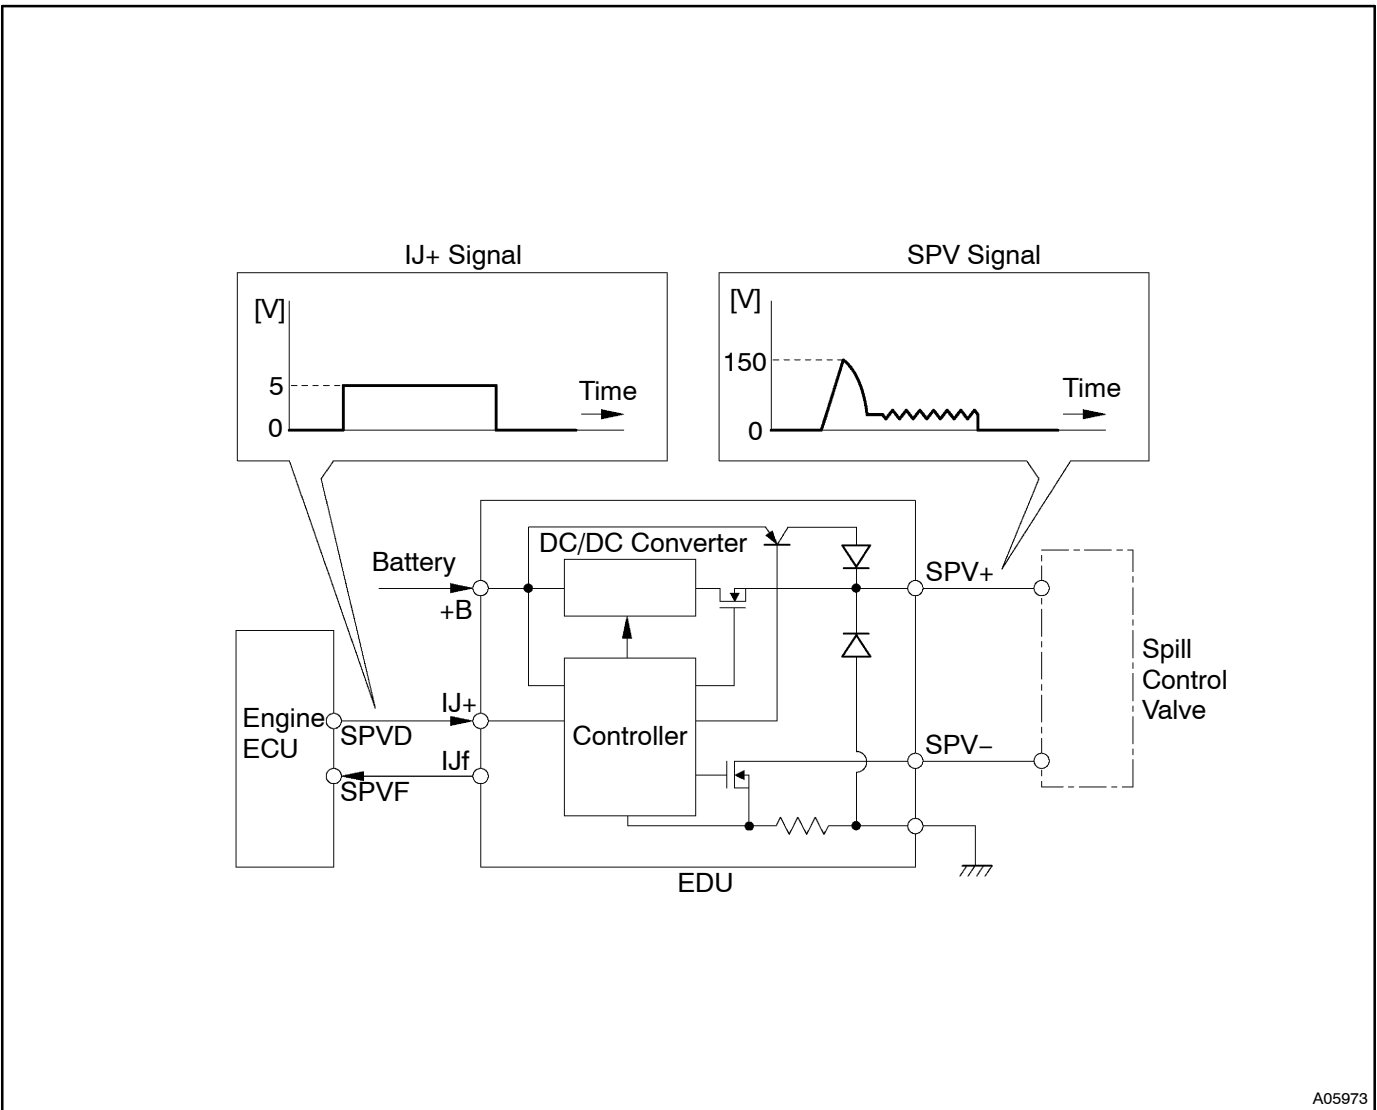 IJ+ Signal
[V]
5
0
Time
SPV Signal
[V]
150
0
Time
Battery
+B
DC/DC Converter
SPV+
Engine
ECU
SPVD
IJ+
SPVF
IJf
Controller
SPV−
Spill
Control
Valve
EDU
A05973